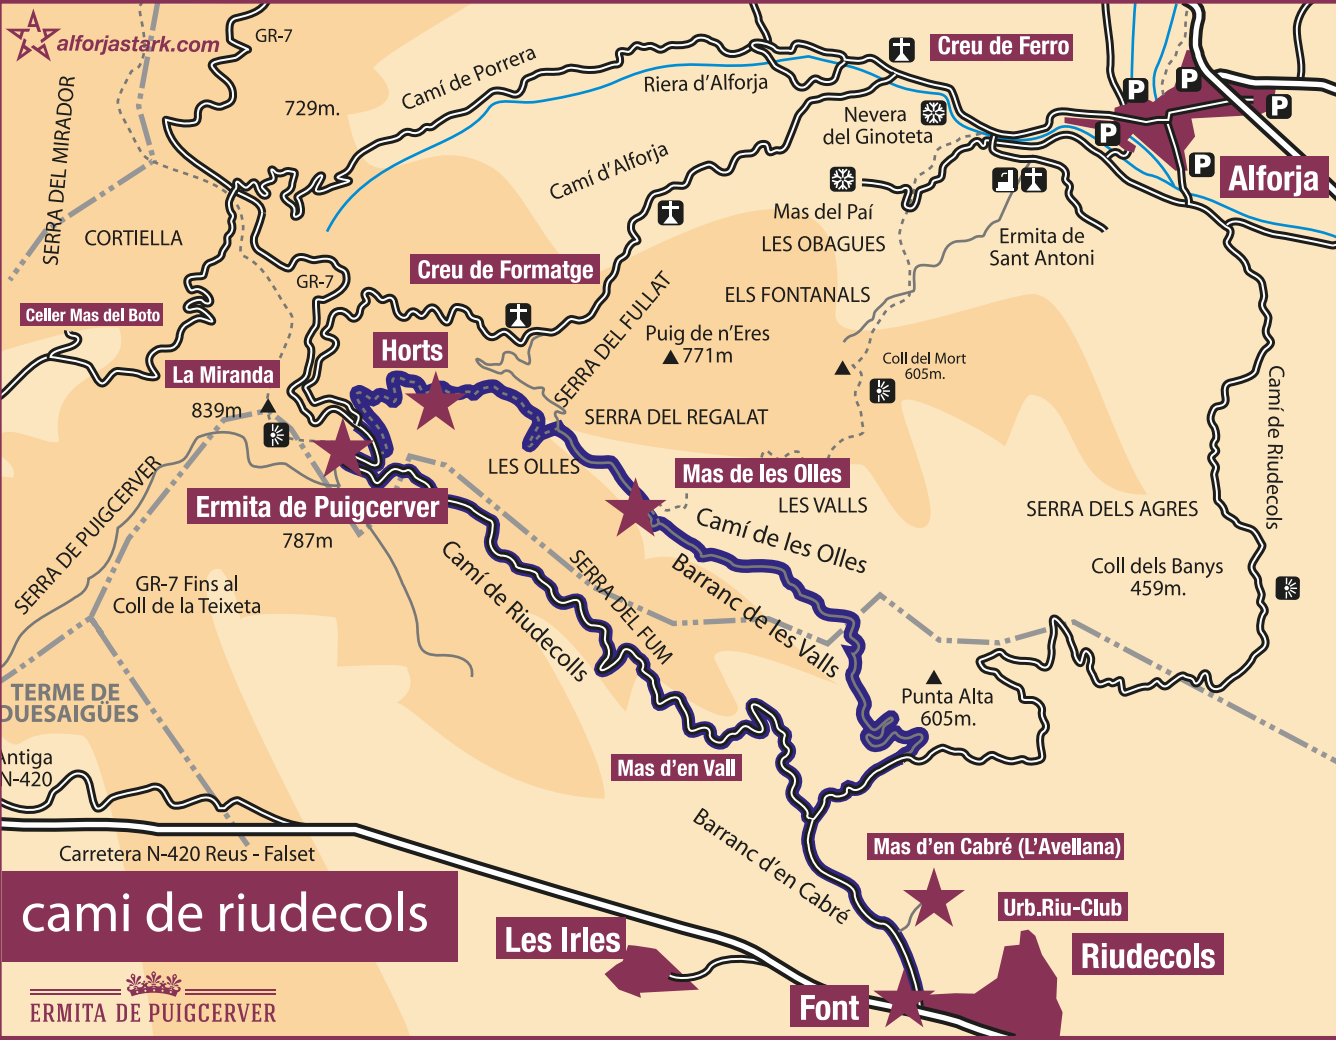 alforjastark.com
GR-7
Camí de Porrera
729m.
Riera d'Alforja
Creu de Ferro
P
P
P
P
P
Alforja
Nevera
del Ginoteta
SERRA DEL MIRADOR
Camí d'Alforja
Mas del Paí
LES OBAGUES
CORTIELLA
Ermita de
Sant Antoni
Creu de Formatge
GR-7
ELS FONTANALS
Celler Mas del Boto
SERRA DEL FULLAT
Puig de n'Eres
771m
Horts
Coll del Mort
605m.
La Miranda
839m
Camí de Riudecols
SERRA DEL REGALAT
LES OLLES
Mas de les Olles
LES VALLS
Ermita de Puigcerver
787m
SERRA DELS AGRES
SERRA DE PUIGCERVER
Camí de les Olles
Coll dels Banys
459m.
GR-7 Fins al
Coll de la Teixeta
Camí de Riudecolls
SERRA DEL FUM
Barranc de les Valls
TERME DE
DUESAIGÜES
Punta Alta
605m.
Antiga
N-420
Mas d'en Vall
Barranc d'en Cabré
Mas d'en Cabré (L'Avellana)
Carretera N-420 Reus - Falset
cami de riudecols
Urb.Riu-Club
Les Irles
Riudecols
Font
ERMITA DE PUIGCERVER